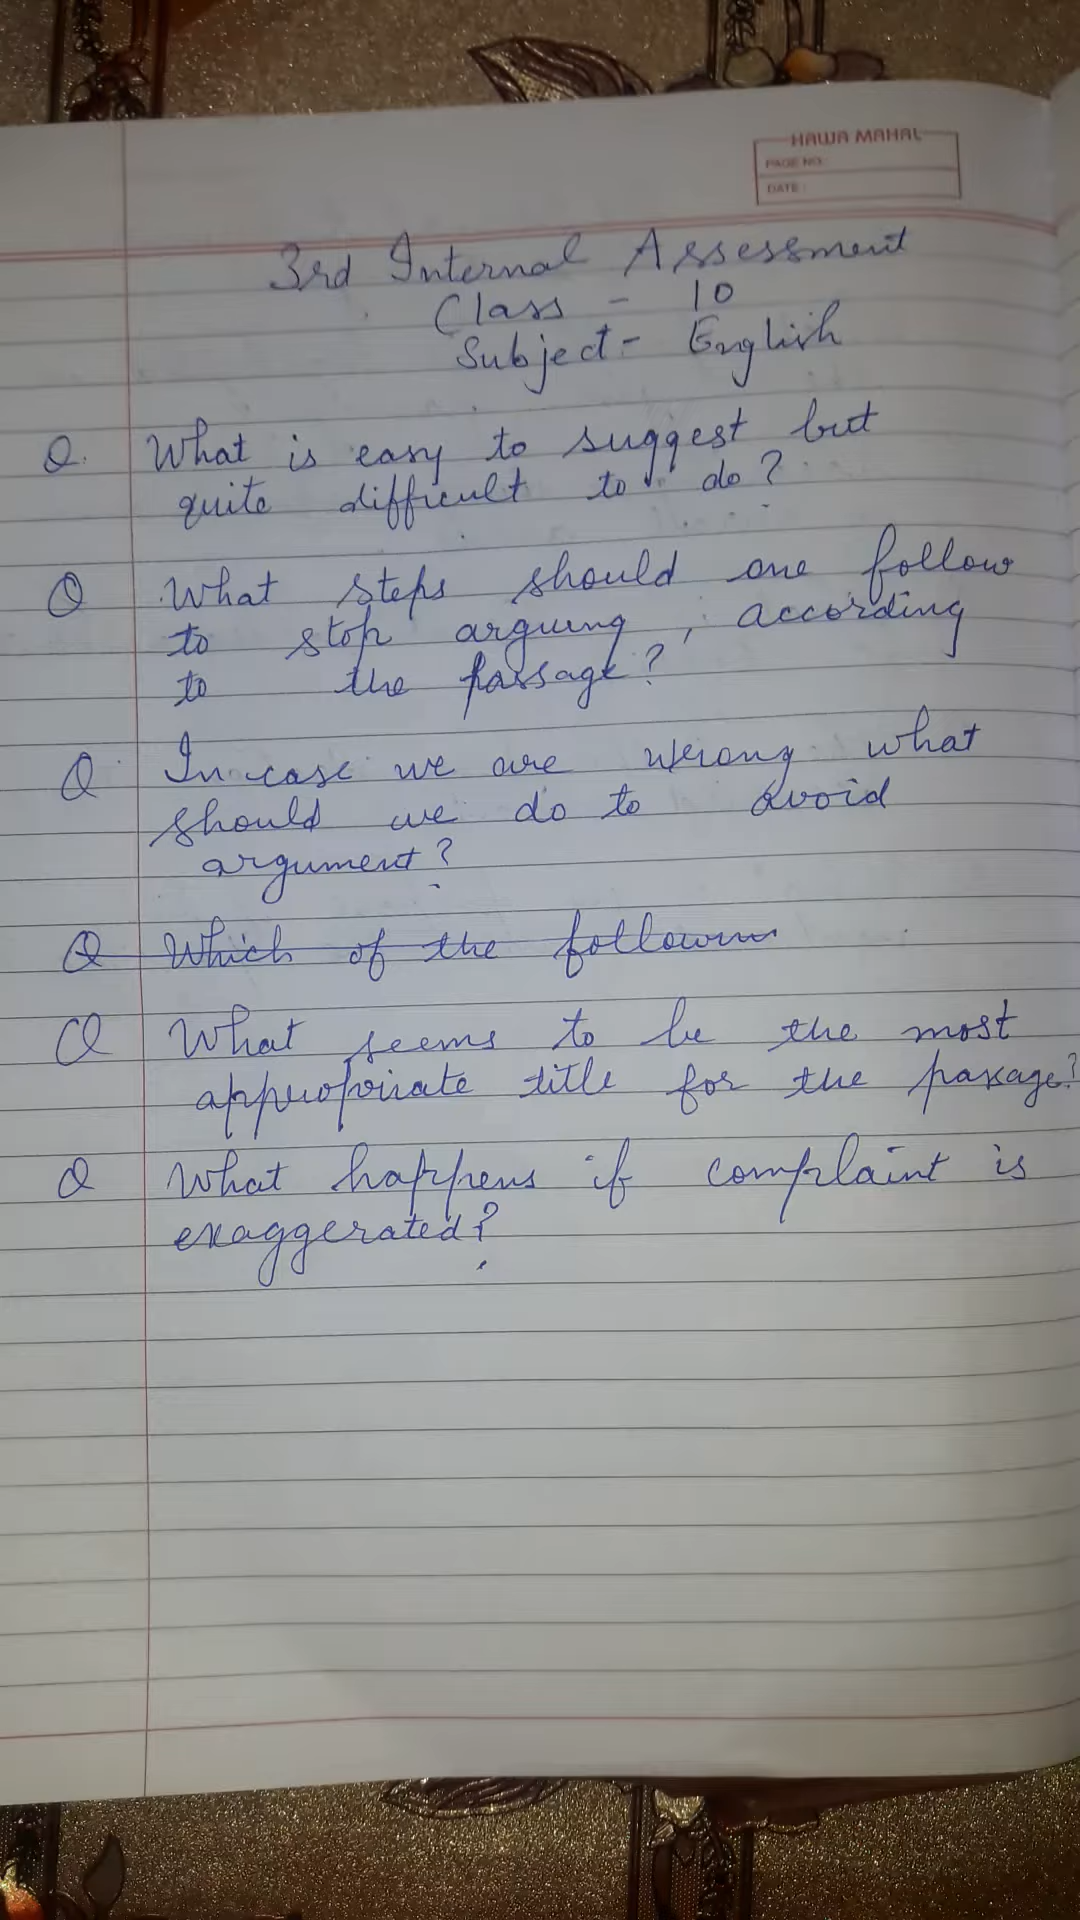 HAWA MAHAL
PAGE NO.
DATE :
3rd Internal Assessment
Class - 10
Subject- English
Q. What is easy to suggest but
quite difficult to do ?
Q What steps should one follow
to stop arguing , according
to the passage ?
Q In case we are wrong what
should we do to avoid
argument ?
Q Which of the followin
Q What seems to be the most
appropriate title for the passage?
Q What happens if complaint is
exaggerated ?